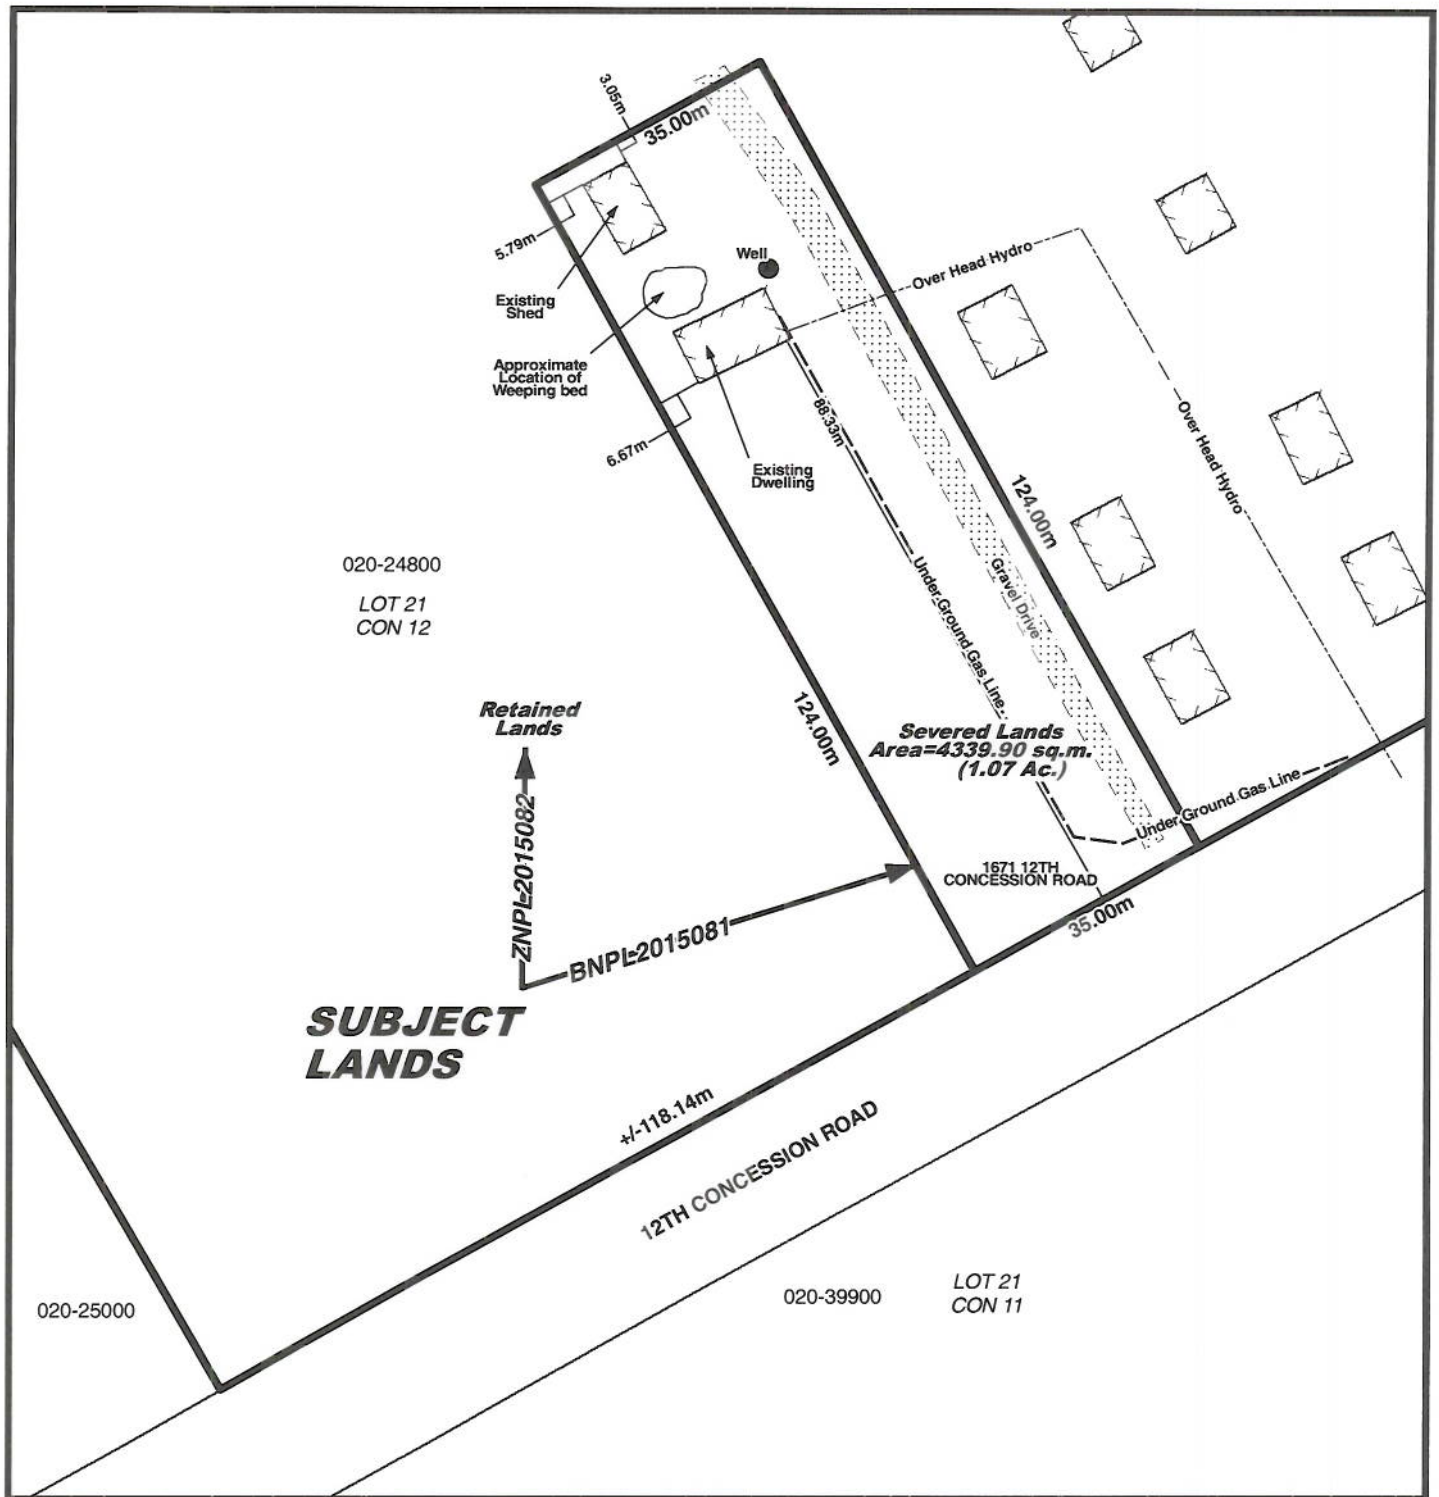 3.05m
35.00m
5.79m
Well
Over Head Hydro
Existing
Shed
Approximate
Location of
Weeping bed
88.33m
Over Head Hydro
6.67m
Existing
Dwelling
124.00m
020-24800
LOT 21
CON 12
Under Ground Gas Line
Gravel Drive
Retained
Lands
124.00m
Severed Lands
Area=4339.90 sq.m.
(1.07 Ac.)
ZNPL2015082
Under Ground Gas Line
1671 12TH
CONCESSION ROAD
35.00m
BNPL2015081
SUBJECT
LANDS
+/-118.14m
12TH CONCESSION ROAD
020-25000
020-39900
LOT 21
CON 11